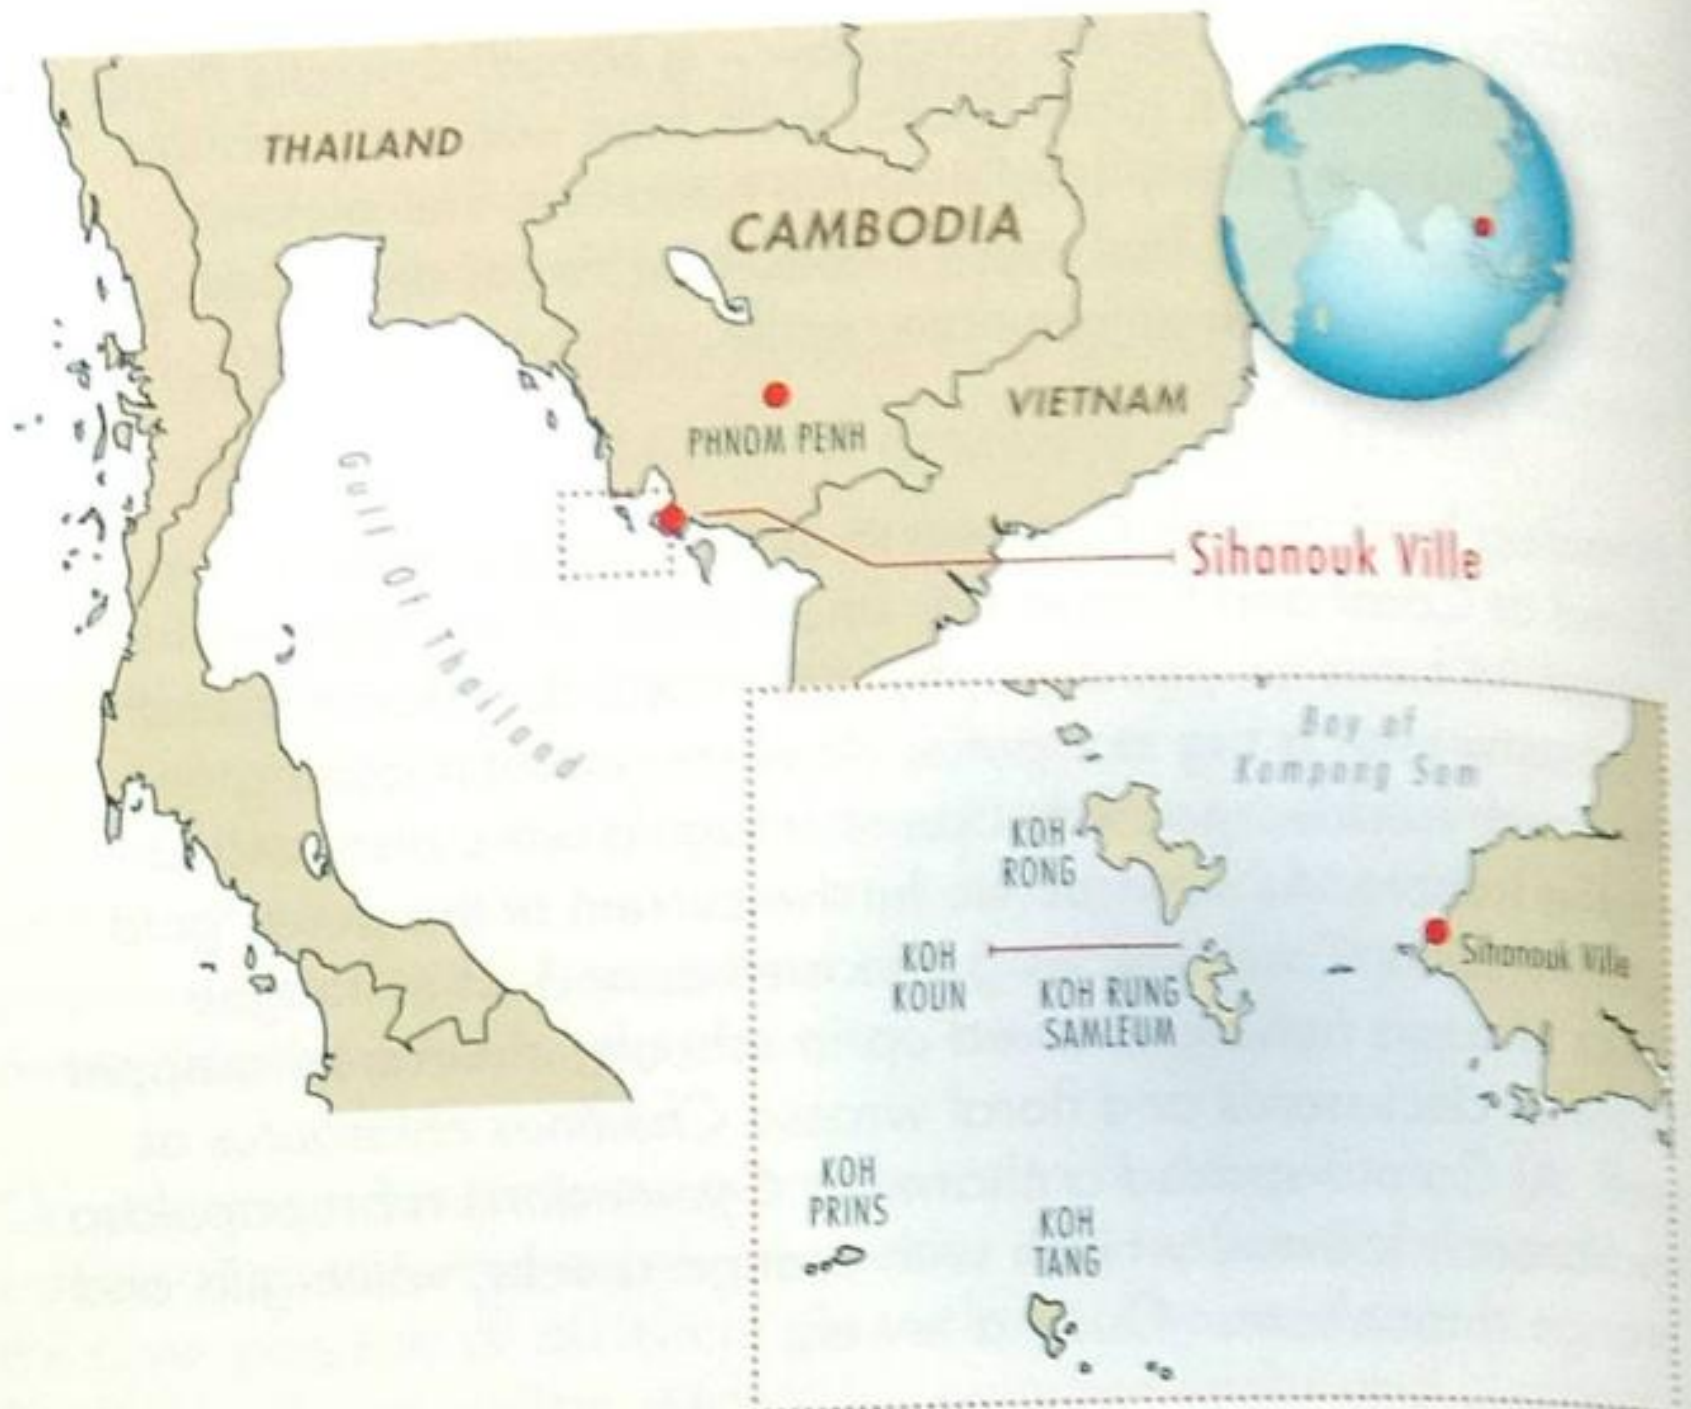 THAILAND
CAMBODIA
PHNOM PENH
VIETNAM
Gulf Of Thailand
Sihanouk Ville
Bay of
Kompong Som
KOH
RONG
KOH
KOUN
KOH RUNG
SAMLEUM
Sihanouk Ville
KOH
PRINS
KOH
TANG